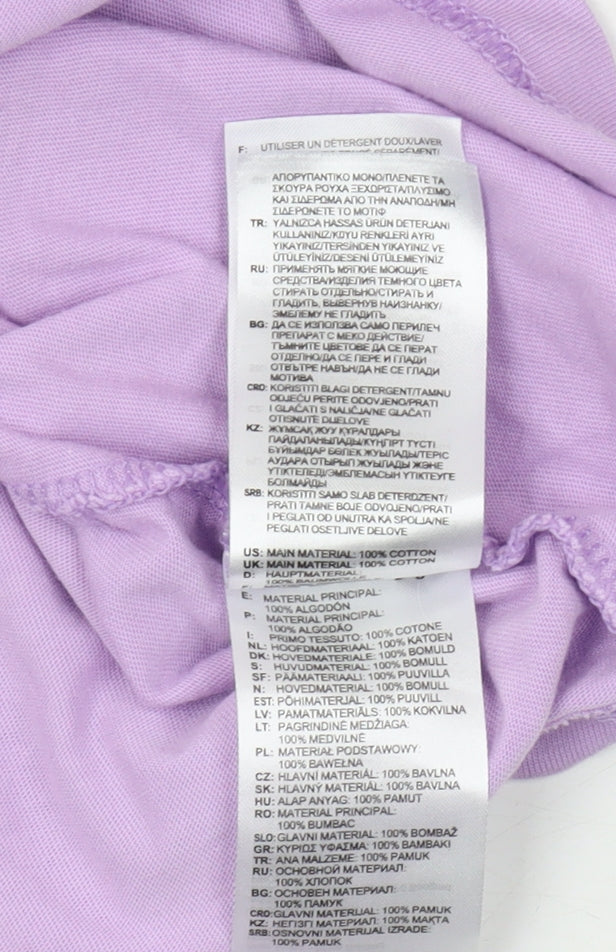 F: UTILISER UN DÉTERGENT DOUX/LAVER
ΑΠΟΡΥΠΑΝΤΙΚΟ ΜΟΝΟ/ΠΛΕΝΕΤΕ ΤΑ
ΣΚΟΥΡΑ ΡΟΥΧΑ ΞΕΧΩΡΙΣΤΑ/ΠΛΥΣΙΜΟ
ΚΑΙ ΣΙΔΕΡΩΜΑ ΑΠΟ ΤΗΝ ΑΝΑΠΟΔΗ/ΜΗ
ΣΙΔΕΡΩΝΕΤΕ ΤΟ ΜΟΤΙΦ
TR: YALNIZCA HASSAS ÜRÜN DETERJANI
KULLANINIZ/KOYU RENKLERİ AYRI
YIKAYINIZ/TERSİNDEN YIKAYINIZ VE
ÜTÜLEYİNİZ/DESENİ ÜTÜLEMEYİNİZ
RU: ПРИМЕНЯТЬ МЯГКИЕ МОЮЩИЕ
СРЕДСТВА/ИЗДЕЛИЯ ТЕМНОГО ЦВЕТА
СТИРАТЬ ОТДЕЛЬНО/СТИРАТЬ И
ГЛАДИТЬ, ВЫВЕРНУВ НАИЗНАНКУ/
ЭМБЛЕМУ НЕ ГЛАДИТЬ
BG: ДА СЕ ИЗПОЛЗВА САМО ПЕРИЛЕН
ПРЕПАРАТ С МЕКО ДЕЙСТВИЕ/
ТЪМНИТЕ ЦВЕТОВЕ ДА СЕ ПЕРАТ
ОТДЕЛНО/ДА СЕ ПЕРЕ И ГЛАДИ
ОТВЪТРЕ НАВЪН/ДА НЕ СЕ ГЛАДИ
МОТИВА
CRO: KORISTITI BLAGI DETERGENT/TAMNU
ODJEĆU PERITE ODVOJENO/PRATI
I GLAČATI S NALIČJA/NE GLAČATI
OTISNUTE DIJELOVE
KZ: ЖҰМСАҚ ЖУУ ҚҰРАЛДАРЫ
ПАЙДАЛАНЫЛАДЫ/КҮҢГІРТ ТҮСТІ
БҰЙЫМДАР БӨЛЕК ЖУЫЛАДЫ/ТЕРІС
АУДАРА ОТЫРЫП ЖУЫЛАДЫ ЖӘНЕ
ҮТІКТЕЛЕДІ/ЭМБЛЕМАСЫН ҮТІКТЕУГЕ
БОЛМАЙДЫ
SRB: KORISTITI SAMO SLAB DETERDŽENT/
PRATI TAMNE BOJE ODVOJENO/PRATI
I PEGLATI OD UNUTRA KA SPOLJA/NE
PEGLATI OSETLJIVE DELOVE
US: MAIN MATERIAL: 100% COTTON
UK: MAIN MATERIAL: 100% COTTON
D: HAUPTMATERIAL:
E: MATERIAL PRINCIPAL:
100% ALGODÓN
P: MATERIAL PRINCIPAL:
100% ALGODÃO
I: PRIMO TESSUTO: 100% COTONE
NL: HOOFDMATERIAAL: 100% KATOEN
DK: HOVEDMATERIALE: 100% BOMULD
S: HUVUDMATERIAL: 100% BOMULL
SF: PÄÄMATERIAALI: 100% PUUVILLA
N: HOVEDMATERIAL: 100% BOMULL
EST: PÕHIMATERJAL: 100% PUUVILL
LV: PAMATMATERIĀLS: 100% KOKVILNA
LT: PAGRINDINĖ MEDŽIAGA:
100% MEDVILNĖ
PL: MATERIAŁ PODSTAWOWY:
100% BAWEŁNA
CZ: HLAVNÍ MATERIÁL: 100% BAVLNA
SK: HLAVNÝ MATERIÁL: 100% BAVLNA
HU: ALAP ANYAG: 100% PAMUT
RO: MATERIAL PRINCIPAL:
100% BUMBAC
SLO: GLAVNI MATERIAL: 100% BOMBAŽ
GR: ΚΥΡΙΩΣ ΥΦΑΣΜΑ: 100% ΒΑΜΒΑΚΙ
TR: ANA MALZEME: 100% PAMUK
RU: ОСНОВНОЙ МАТЕРИАЛ:
100% ХЛОПОК
BG: ОСНОВЕН МАТЕРИАЛ:
100% ПАМУК
CRO: GLAVNI MATERIJAL: 100% PAMUK
KZ: НЕГІЗГІ МАТЕРИАЛ: 100% МАҚТА
SRB: OSNOVNI MATERIJAL IZRADE:
100% PAMUK